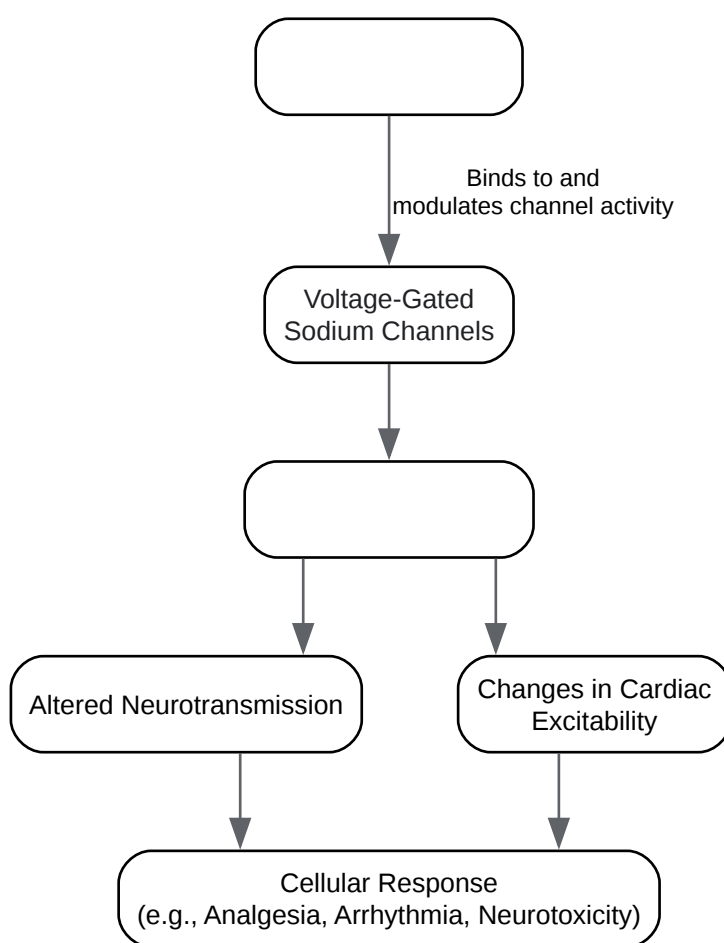 Binds to and
modulates channel activity
Voltage-Gated
Sodium Channels
Altered Neurotransmission
Changes in Cardiac
Excitability
Cellular Response
(e.g., Analgesia, Arrhythmia, Neurotoxicity)